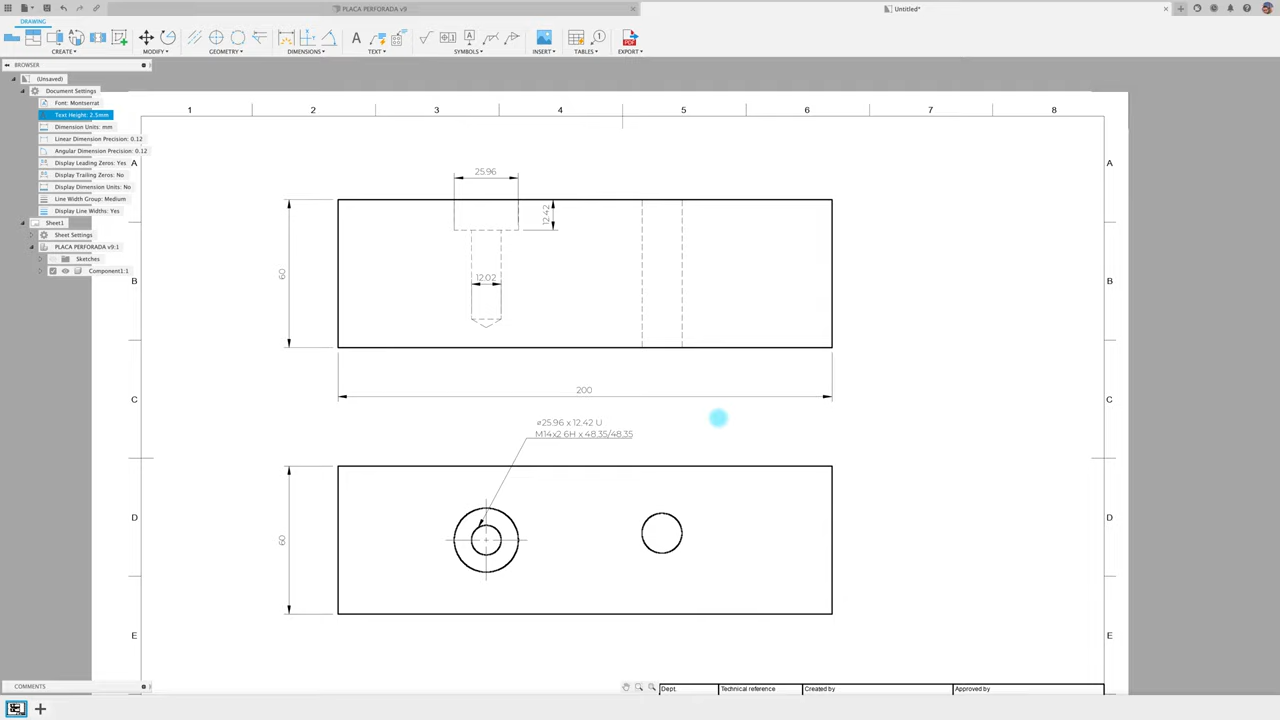 PLACA PERFORADA v9
Untitled*
DRAWING
CREATE
MODIFY
GEOMETRY
DIMENSIONS
TEXT
SYMBOLS
INSERT
TABLES
EXPORT
BROWSER
(Unsaved)
Document Settings
Font: Montserrat
Text Height: 2.5mm
Dimension Units: mm
Linear Dimension Precision: 0.12
Angular Dimension Precision: 0.12
Display Leading Zeros: Yes
Display Trailing Zeros: No
Display Dimension Units: No
Line Width Group: Medium
Display Line Widths: Yes
Sheet1
Sheet Settings
PLACA PERFORADA v9:1
Sketches
Component1:1
1 2 3 4 5 6 7 8
A A
B B
C C
D D
E E
25.96
12.42
60
12.02
200
⌀25.96 x 12.42 U
M14x2 6H x 48.35/48.35
60
Dept. Technical reference Created by Approved by
COMMENTS